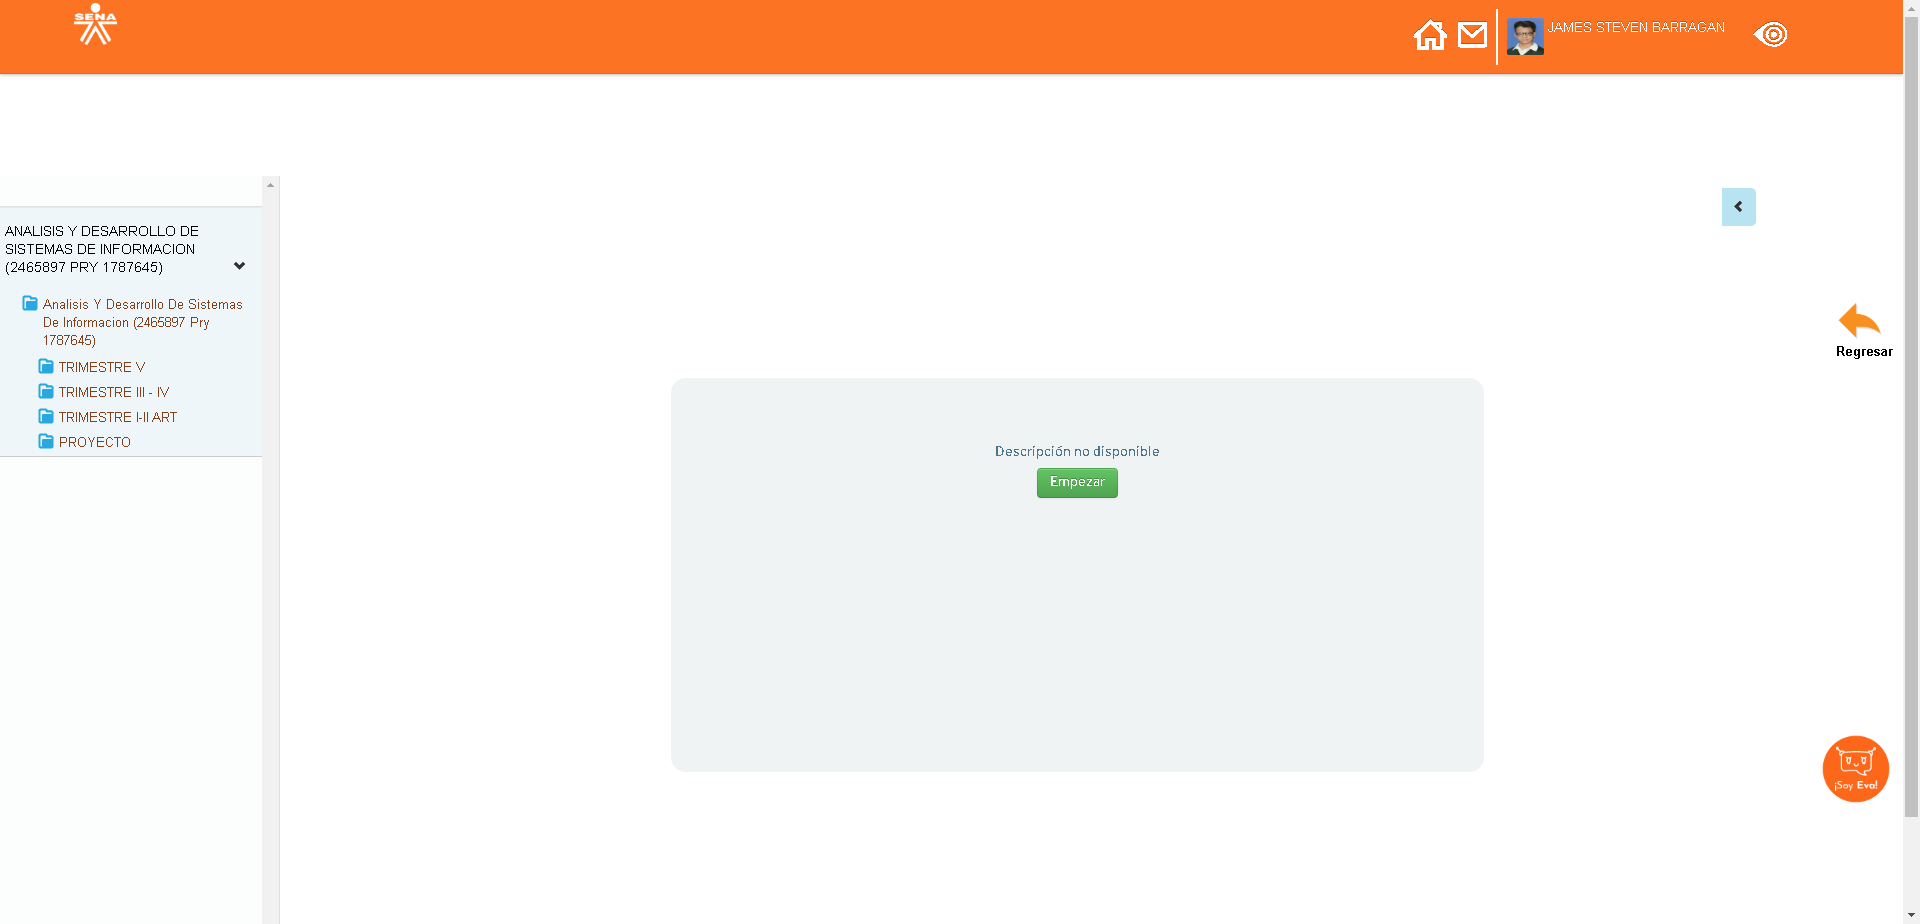 SENA
JAMES STEVEN BARRAGAN
ANALISIS Y DESARROLLO DE
SISTEMAS DE INFORMACION
(2465897 PRY 1787645)
Analisis Y Desarrollo De Sistemas
De Informacion (2465897 Pry
1787645)
TRIMESTRE V
TRIMESTRE III - IV
TRIMESTRE I-II ART
PROYECTO
Regresar
Descripción no disponible
Empezar
¡Soy Eva!